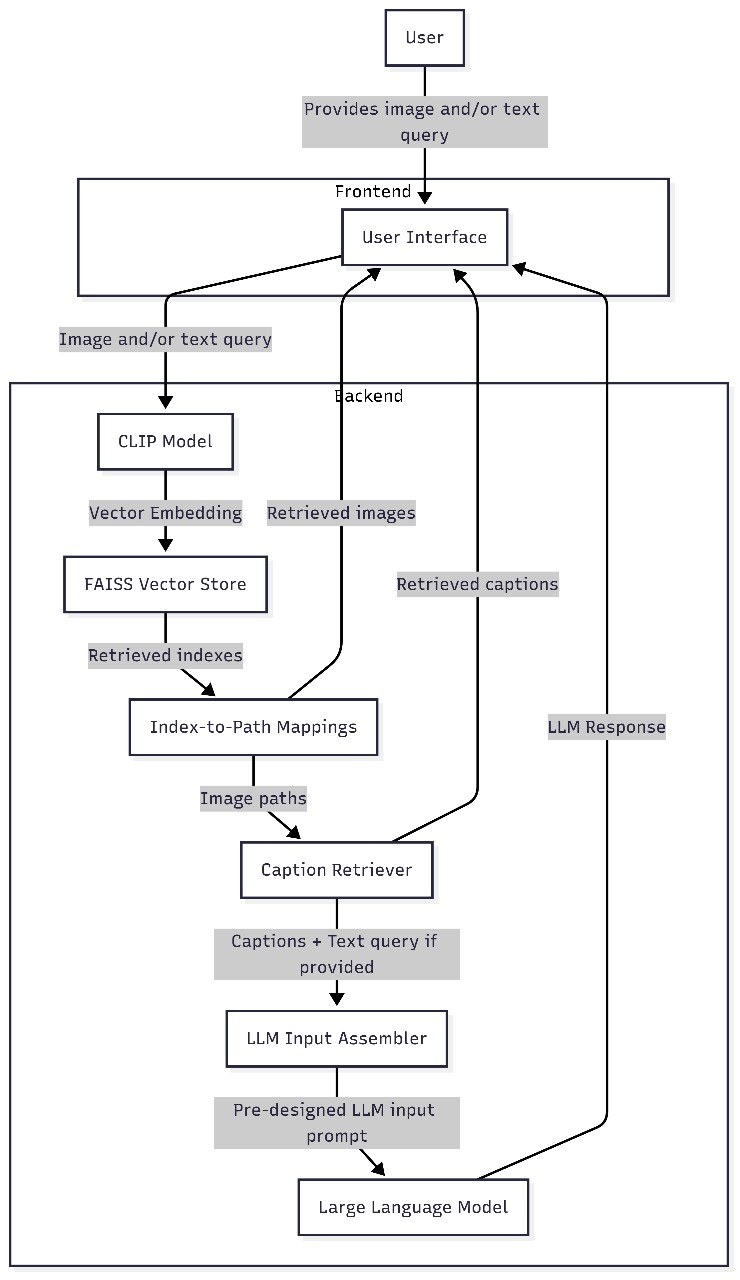 User
Provides image and/or text
query
Frontend
User Interface
Image and/or text query
Backend
CLIP Model
Vector Embedding
Retrieved images
FAISS Vector Store
Retrieved captions
Retrieved indexes
Index-to-Path Mappings
LLM Response
Image paths
Caption Retriever
Captions + Text query if
provided
LLM Input Assembler
Pre-designed LLM input
prompt
Large Language Model